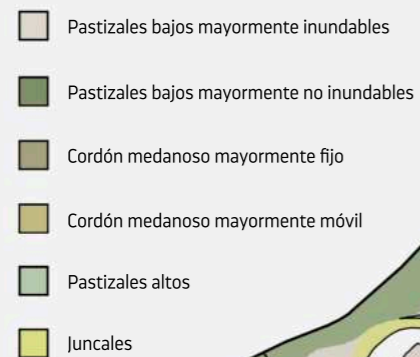 Pastizales bajos mayormente inundables
Pastizales bajos mayormente no inundables
Cordón medanoso mayormente fijo
Cordón medanoso mayormente móvil
Pastizales altos
Juncales